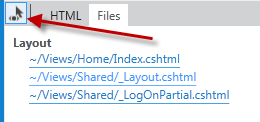 HTML Files
Layout
~/Views/Home/Index.cshtml
~/Views/Shared/_Layout.cshtml
~/Views/Shared/_LogOnPartial.cshtml